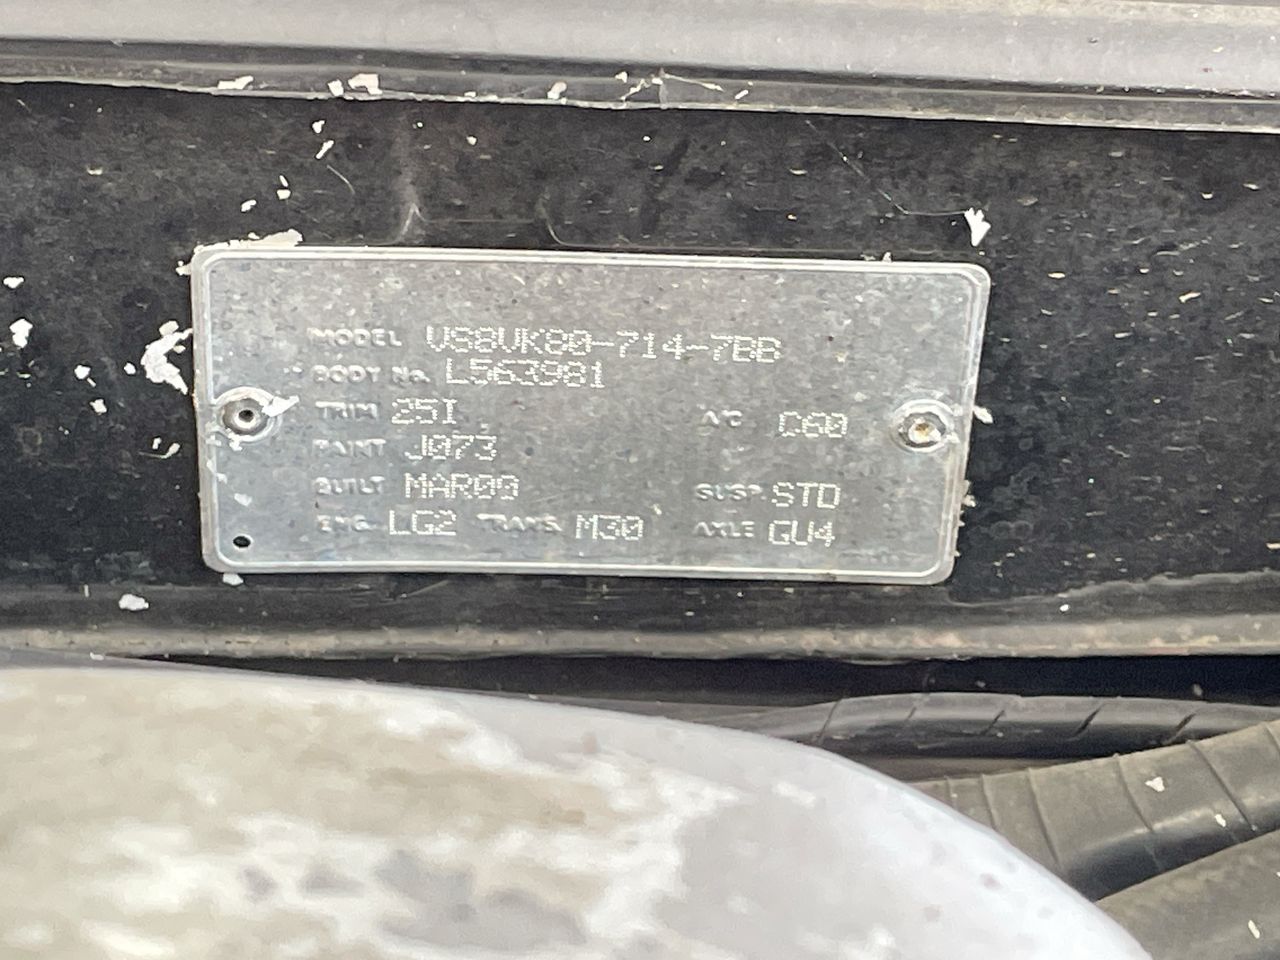 MODEL VS8VK80-714-7BB
BODY No. L563981
TRIM 25I A/C C60
PAINT J073
BUILT MAR00 SUSP. STD
ENG. LG2 TRANS. M30 AXLE GU4